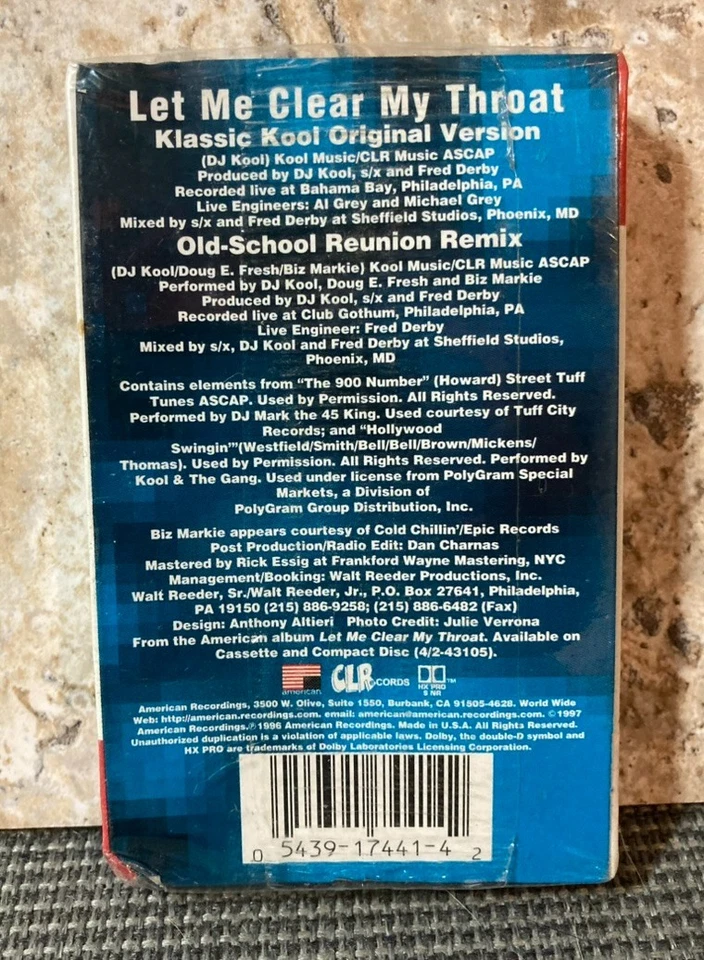 Let Me Clear My Throat
Klassic Kool Original Version
(DJ Kool) Kool Music/CLR Music ASCAP
Produced by DJ Kool, s/x and Fred Derby
Recorded live at Bahama Bay, Philadelphia, PA
Live Engineers: Al Grey and Michael Grey
Mixed by s/x and Fred Derby at Sheffield Studios, Phoenix, MD
Old-School Reunion Remix
(DJ Kool/Doug E. Fresh/Biz Markie) Kool Music/CLR Music ASCAP
Performed by DJ Kool, Doug E. Fresh and Biz Markie
Produced by DJ Kool, s/x and Fred Derby
Recorded live at Club Gothum, Philadelphia, PA
Live Engineer: Fred Derby
Mixed by s/x, DJ Kool and Fred Derby at Sheffield Studios,
Phoenix, MD
Contains elements from "The 900 Number" (Howard) Street Tuff
Tunes ASCAP. Used by Permission. All Rights Reserved.
Performed by DJ Mark the 45 King. Used courtesy of Tuff City
Records; and "Hollywood
Swingin'"(Westfield/Smith/Bell/Bell/Brown/Mickens/
Thomas). Used by Permission. All Rights Reserved. Performed by
Kool & The Gang. Used under license from PolyGram Special
Markets, a Division of
PolyGram Group Distribution, Inc.
Biz Markie appears courtesy of Cold Chillin'/Epic Records
Post Production/Radio Edit: Dan Charnas
Mastered by Rick Essig at Frankford Wayne Mastering, NYC
Management/Booking: Walt Reeder Productions, Inc.
Walt Reeder, Sr./Walt Reeder, Jr., P.O. Box 27641, Philadelphia,
PA 19150 (215) 886-9258; (215) 886-6482 (Fax)
Design: Anthony Altieri Photo Credit: Julie Verrona
From the American album Let Me Clear My Throat. Available on
Cassette and Compact Disc (4/2-43105).
american CLR RECORDS HX PRO B NR ™
American Recordings, 3500 W. Olive, Suite 1550, Burbank, CA 91505-4628. World Wide
Web: http://american.recordings.com. email: american@american.recordings.com. ©1997
American Recordings.℗1996 American Recordings. Made in U.S.A. All Rights Reserved.
Unauthorized duplication is a violation of applicable laws. Dolby, the double-D symbol and
HX PRO are trademarks of Dolby Laboratories Licensing Corporation.
0 5439-17441-4 2